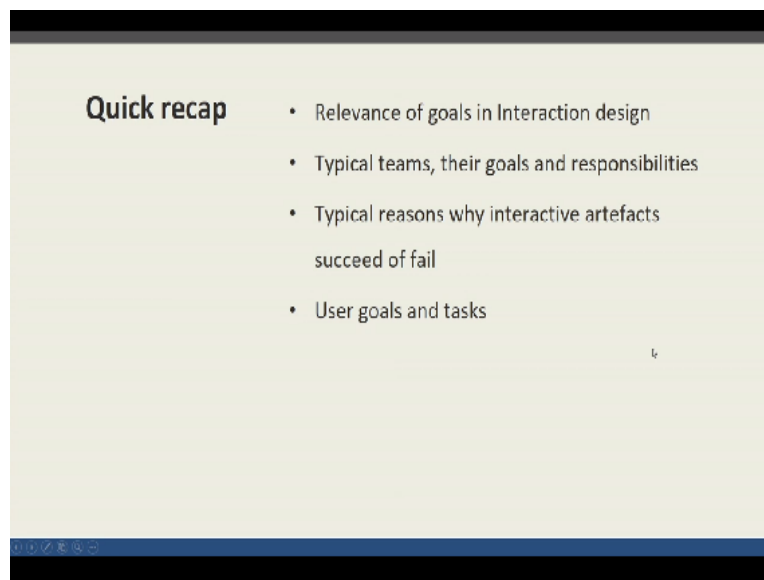 Quick recap
• Relevance of goals in Interaction design
• Typical teams, their goals and responsibilities
• Typical reasons why interactive artefacts
succeed of fail
• User goals and tasks